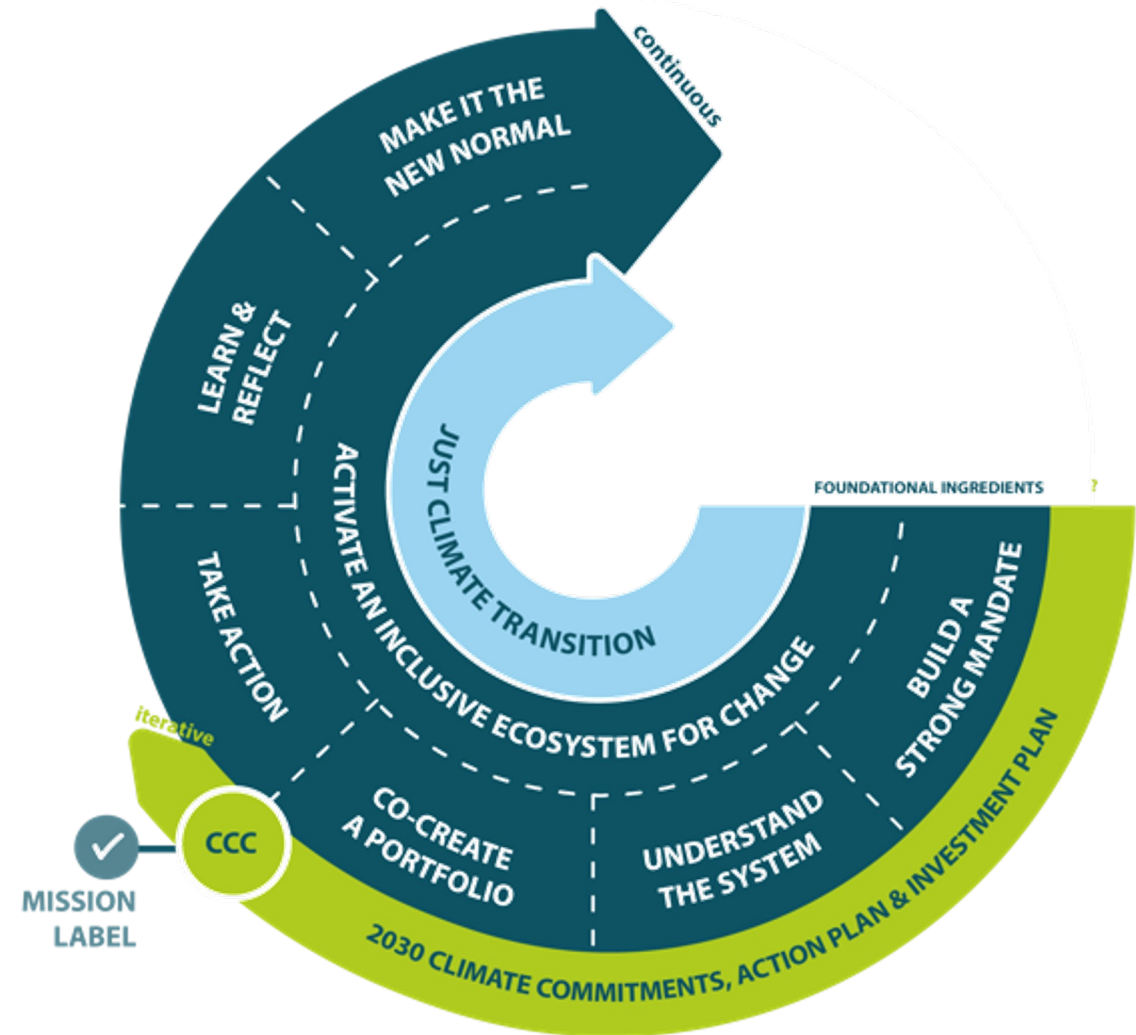 continuous
MAKE IT THE
NEW NORMAL
LEARN &
REFLECT
TAKE ACTION
CO-CREATE
A PORTFOLIO
UNDERSTAND
THE SYSTEM
BUILD A
STRONG MANDATE
ACTIVATE AN INCLUSIVE ECOSYSTEM FOR CHANGE
JUST CLIMATE TRANSITION
FOUNDATIONAL INGREDIENTS
?
iterative
CCC
MISSION
LABEL
2030 CLIMATE COMMITMENTS, ACTION PLAN & INVESTMENT PLAN